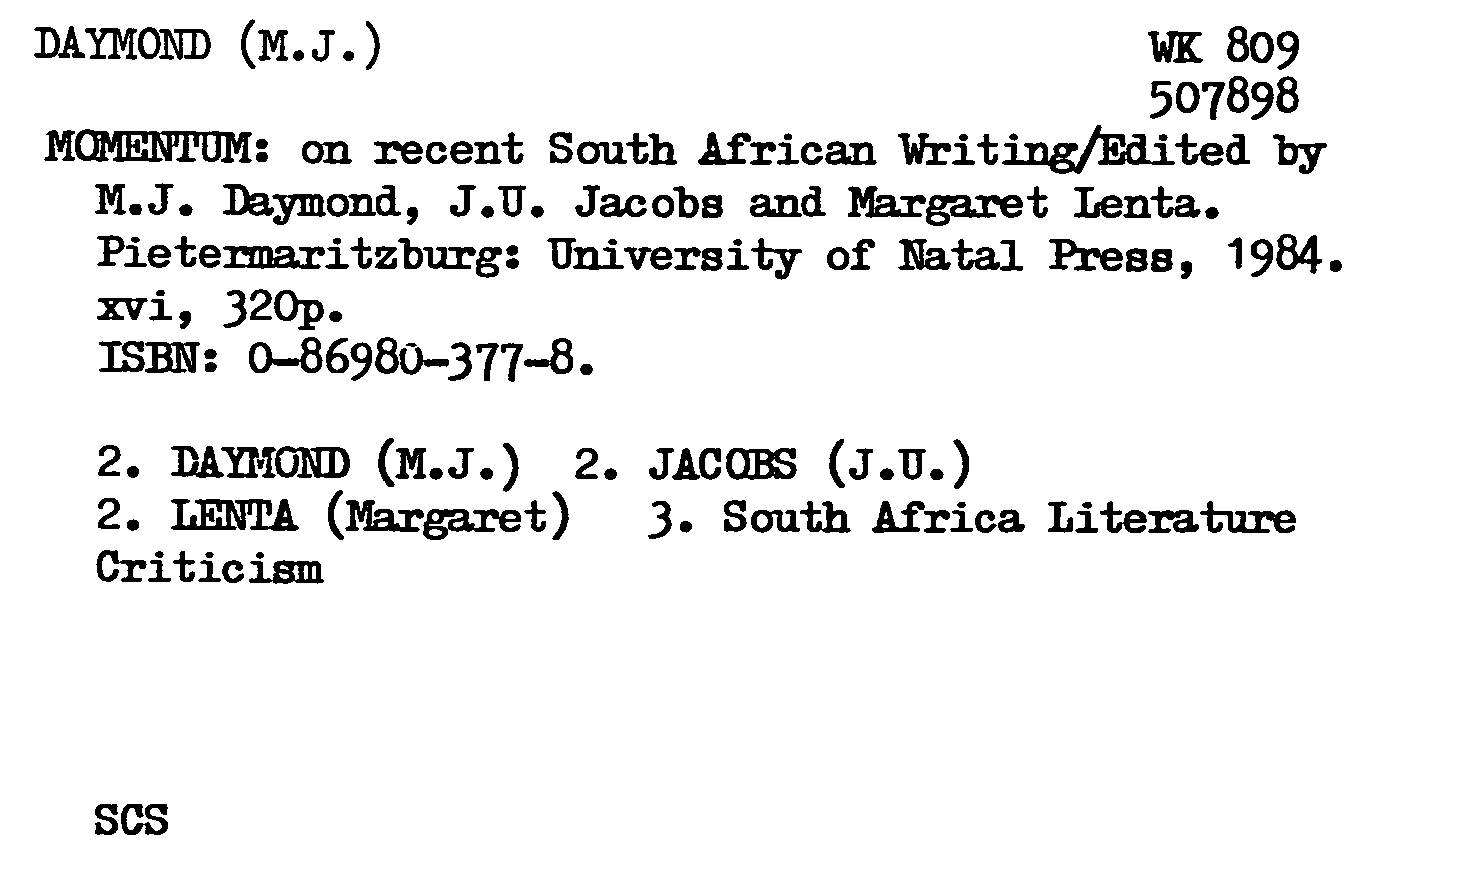 DAYMOND (M.J.) WK 809
507898
MOMENTUM: on recent South African Writing/Edited by
M.J. Daymond, J.U. Jacobs and Margaret Lenta.
Pietermaritzburg: University of Natal Press, 1984.
xvi, 320p.
ISBN: 0-86980-377-8.
2. DAYMOND (M.J.) 2. JACOBS (J.U.)
2. LENTA (Margaret) 3. South Africa Literature
Criticism
SCS